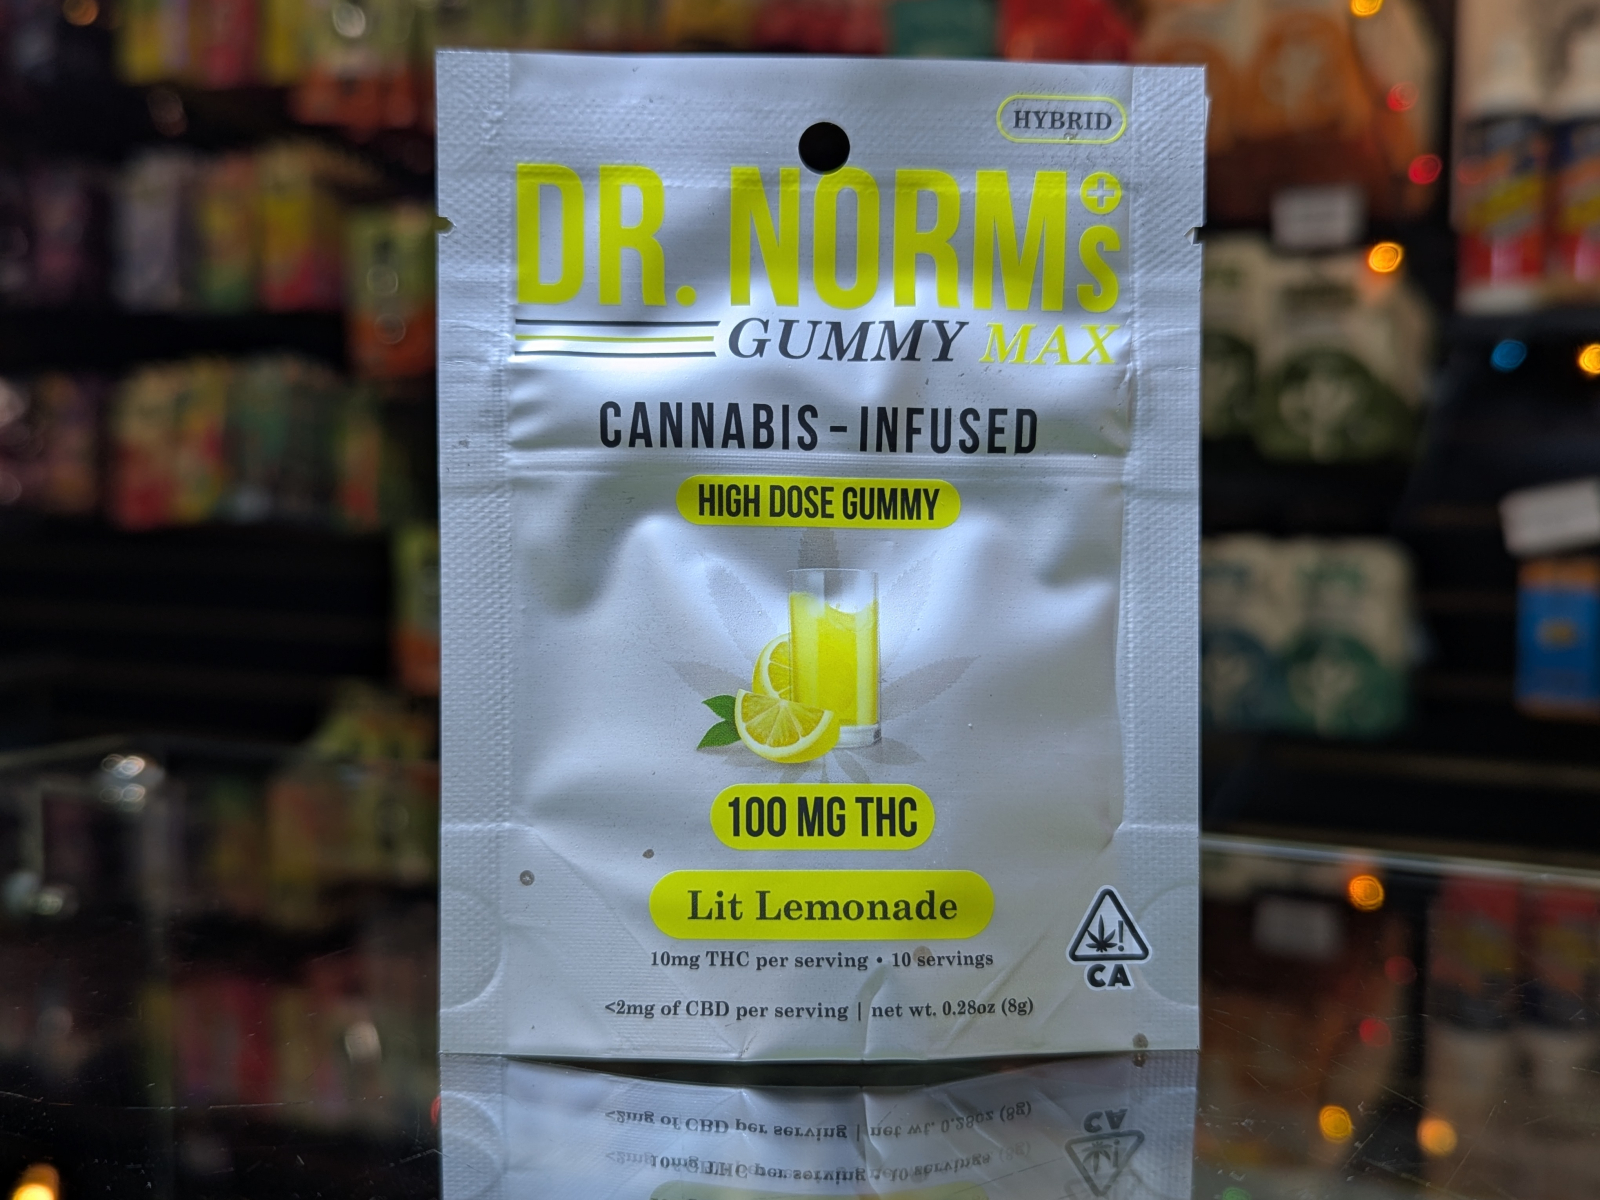 HYBRID
DR. NORM'S
GUMMY MAX
CANNABIS-INFUSED
HIGH DOSE GUMMY
100 MG THC
Lit Lemonade
10mg THC per serving • 10 servings
CA
<2mg of CBD per serving | net wt. 0.28oz (8g)